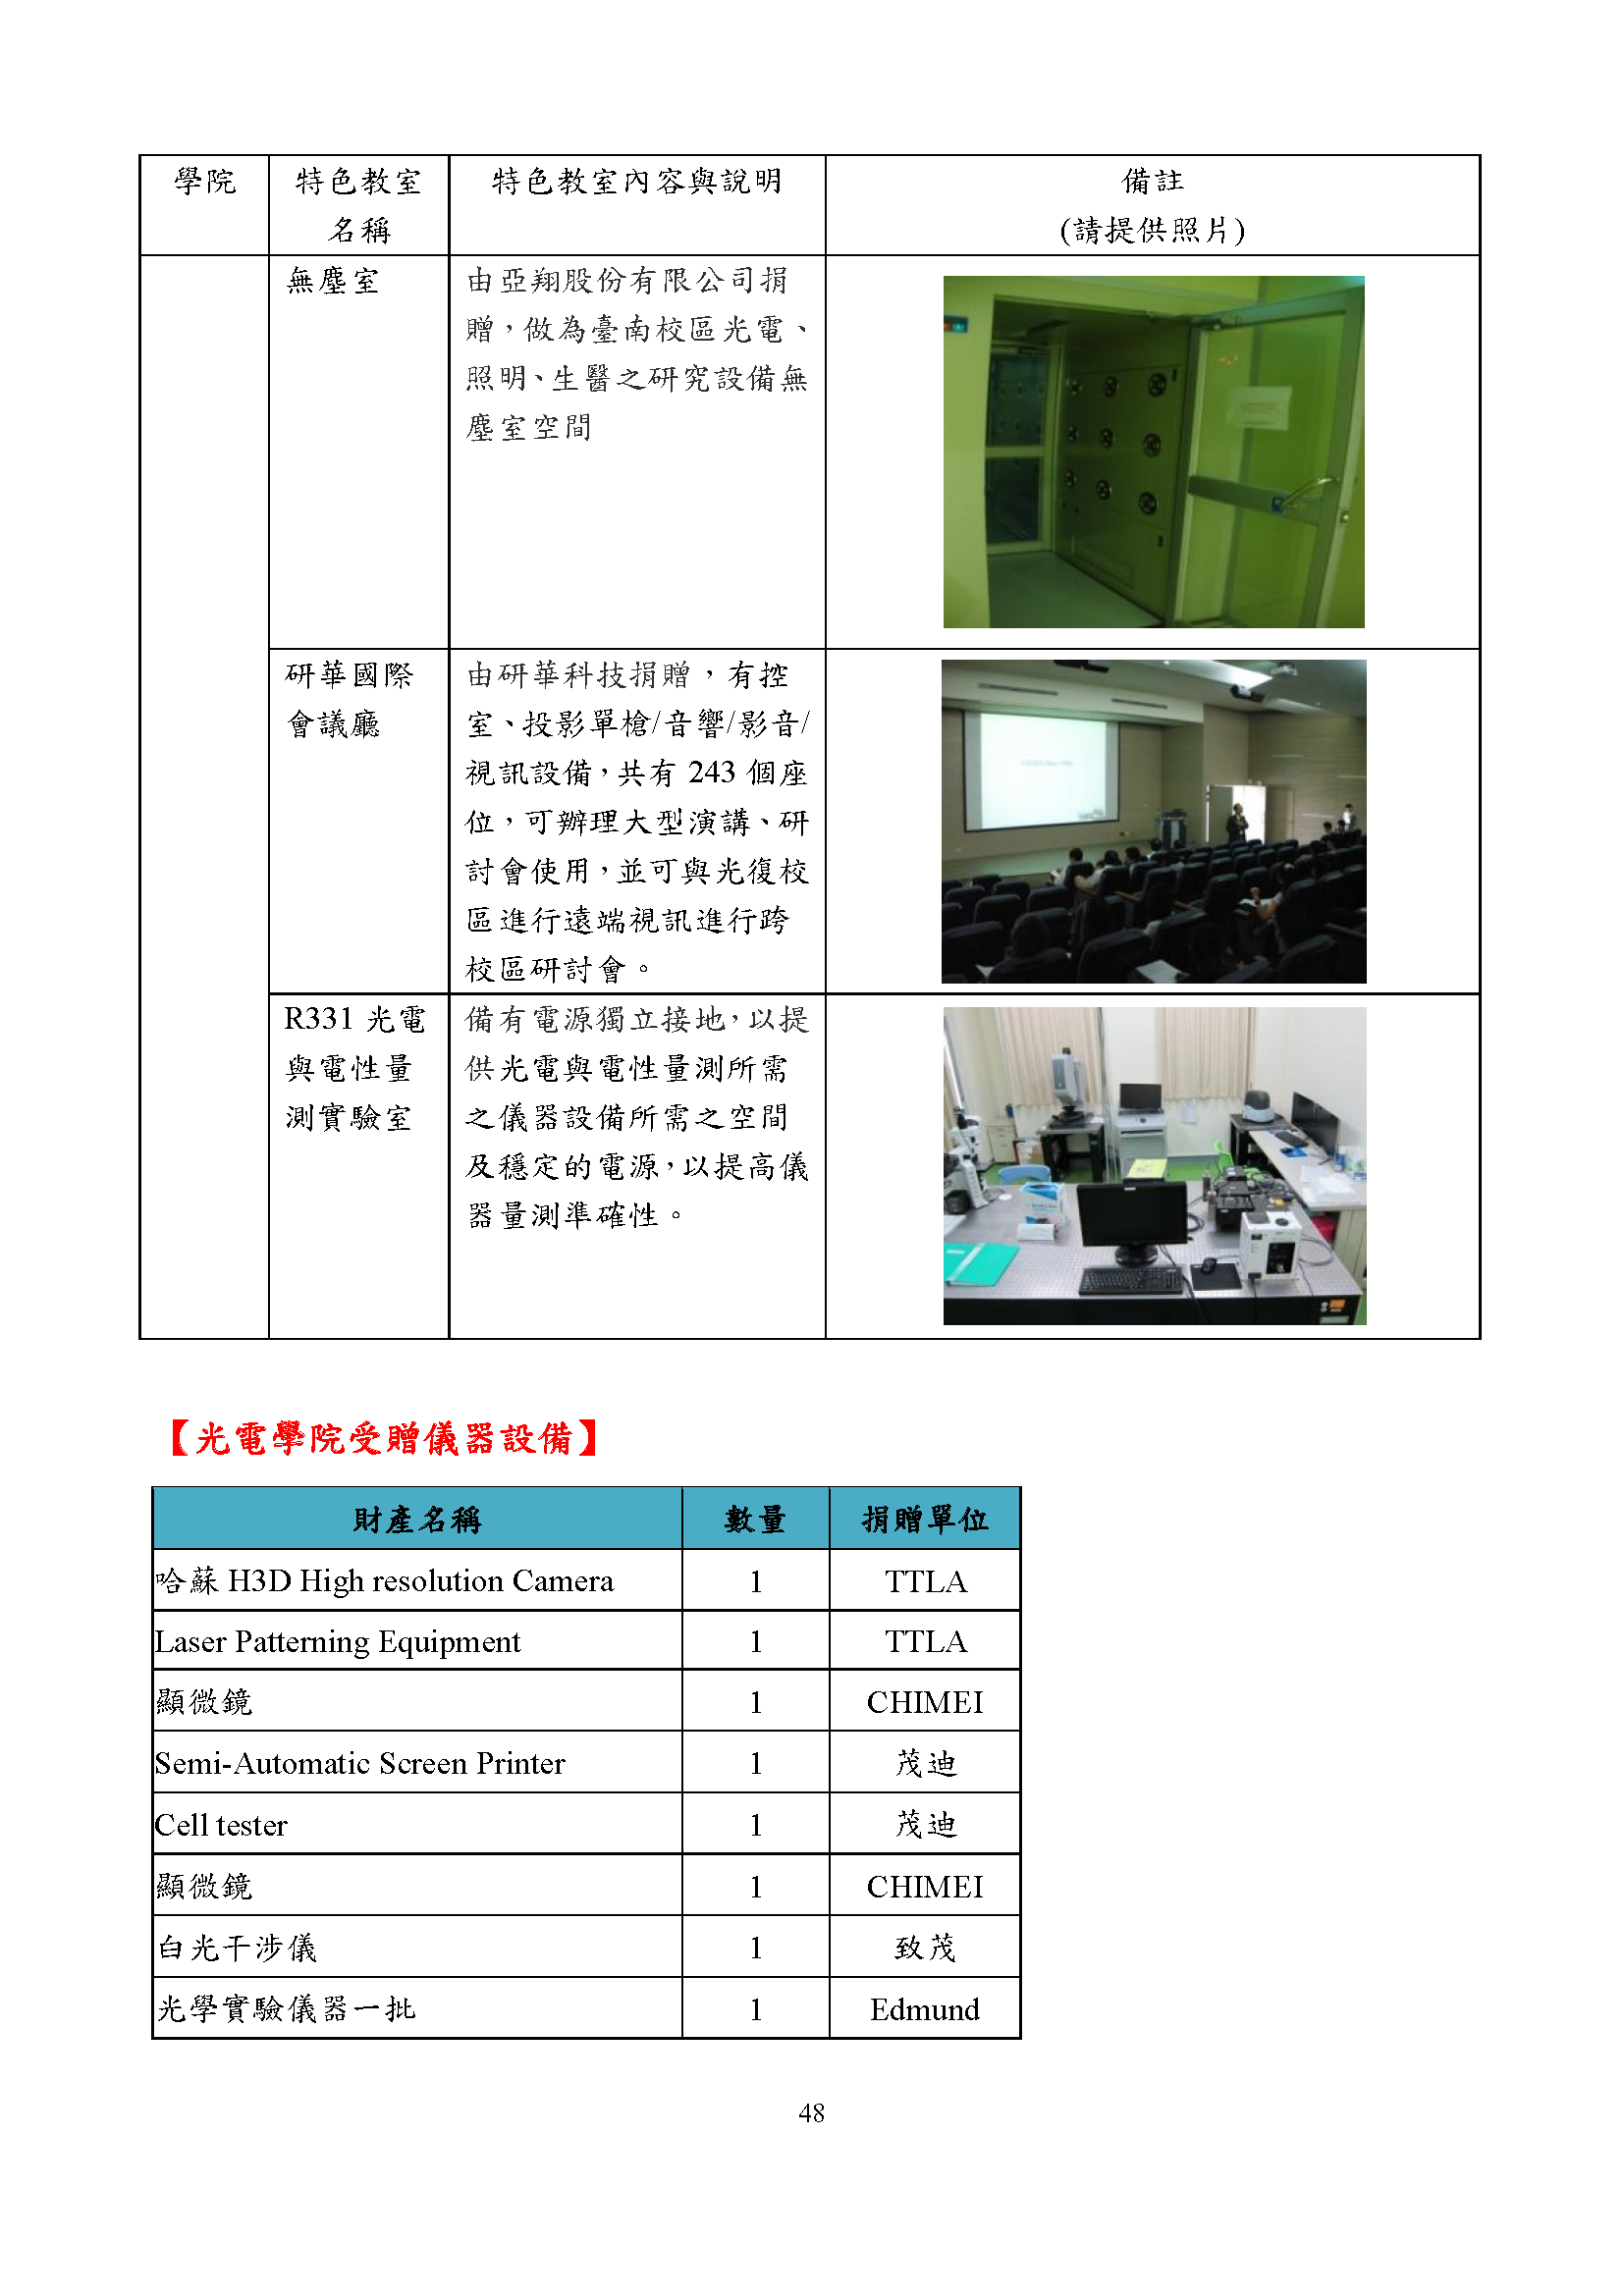 學院
特色教室
名稱
特色教室內容與說明
備註
(請提供照片)
無塵室
由亞翔股份有限公司捐
贈，做為臺南校區光電、
照明、生醫之研究設備無
塵室空間
研華國際
會議廳
由研華科技捐贈，有控
室、投影單槍/音響/影音/
視訊設備，共有 243 個座
位，可辦理大型演講、研
討會使用，並可與光復校
區進行遠端視訊進行跨
校區研討會。
R331 光電
與電性量
測實驗室
備有電源獨立接地，以提
供光電與電性量測所需
之儀器設備所需之空間
及穩定的電源，以提高儀
器量測準確性。
【光電學院受贈儀器設備】
財產名稱 數量 捐贈單位
哈蘇 H3D High resolution Camera 1 TTLA
Laser Patterning Equipment 1 TTLA
顯微鏡 1 CHIMEI
Semi-Automatic Screen Printer 1 茂迪
Cell tester 1 茂迪
顯微鏡 1 CHIMEI
白光干涉儀 1 致茂
光學實驗儀器一批 1 Edmund
48